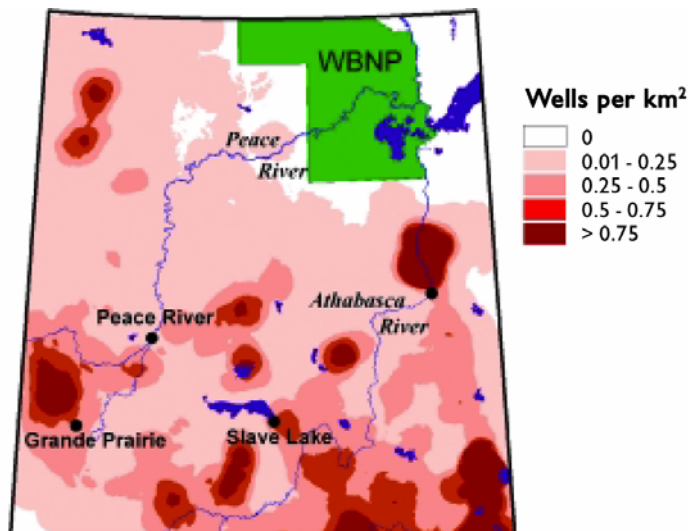 WBNP
Peace
River
Wells per km²
0
0.01 - 0.25
0.25 - 0.5
0.5 - 0.75
> 0.75
Athabasca
River
Peace River
Grande Prairie
Slave Lake